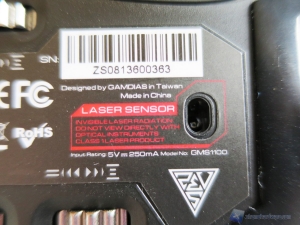 SN:
ZS0813600363
Designed by GAMDIAS in Taiwan
Made in China
FC
RoHS
LASER SENSOR
INVISIBLE LASER RADIATION
DO NOT VIEW DIRECTLY WITH
OPTICAL INSTRUMENTS
CLASS 1 LASER PRODUCT
Input Rating: 5V⎓250mA Model No: GMS1100